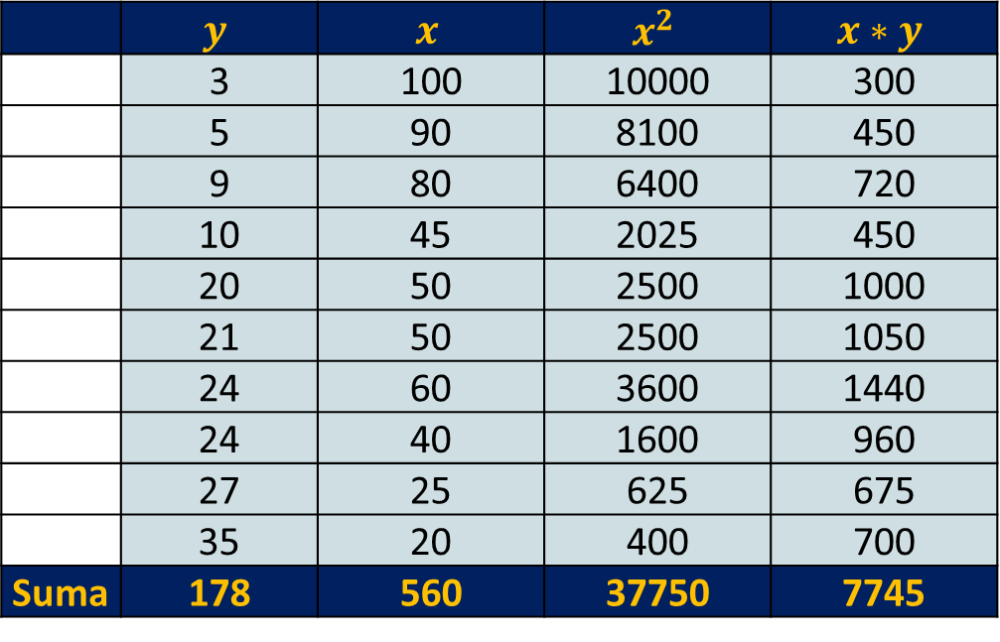 y x x² x * y
3 100 10000 300
5 90 8100 450
9 80 6400 720
10 45 2025 450
20 50 2500 1000
21 50 2500 1050
24 60 3600 1440
24 40 1600 960
27 25 625 675
35 20 400 700
Suma 178 560 37750 7745